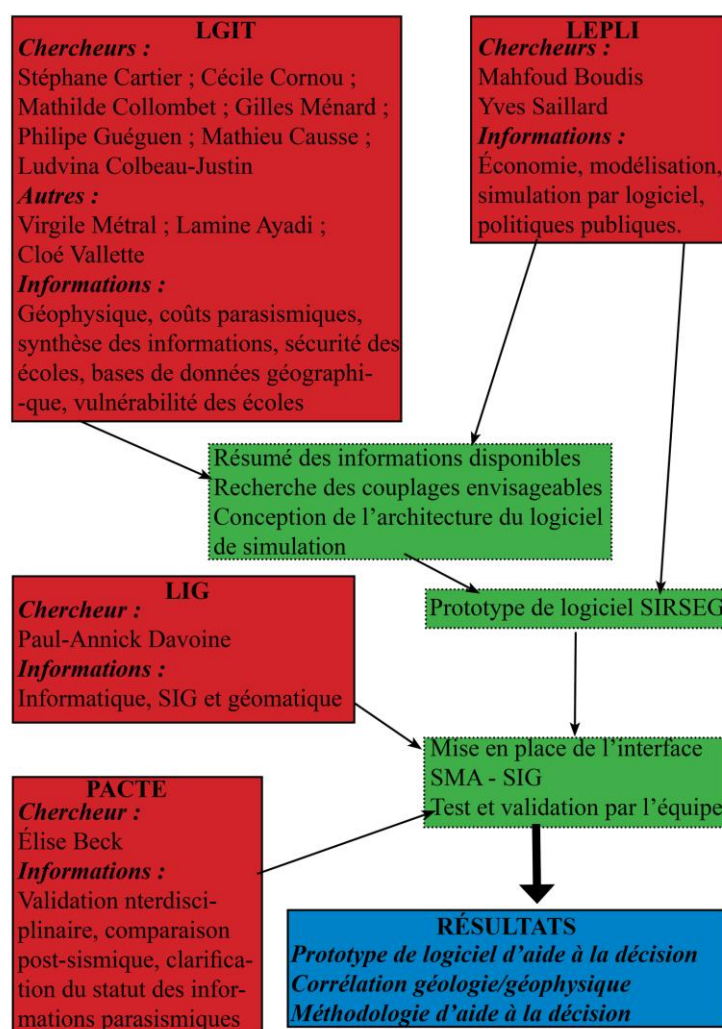 LGIT
Chercheurs :
Stéphane Cartier ; Cécile Cornou ;
Mathilde Collombet ; Gilles Ménard ;
Philipe Guéguen ; Mathieu Causse ;
Ludvina Colbeau-Justin
Autres :
Virgile Métral ; Lamine Ayadi ;
Cloé Vallette
Informations :
Géophysique, coûts parasismiques,
synthèse des informations, sécurité des
écoles, bases de données géographi-
-que, vulnérabilité des écoles
LEPLI
Chercheurs :
Mahfoud Boudis
Yves Saillard
Informations :
Économie, modélisation,
simulation par logiciel,
politiques publiques.
Résumé des informations disponibles
Recherche des couplages envisageables
Conception de l'architecture du logiciel
de simulation
Prototype de logiciel SIRSEG
LIG
Chercheur :
Paul-Annick Davoine
Informations :
Informatique, SIG et géomatique
Mise en place de l'interface
SMA - SIG
Test et validation par l'équipe
PACTE
Chercheur :
Élise Beck
Informations :
Validation nterdisci-
plinaire, comparaison
post-sismique, clarifica-
tion du statut des infor-
mations parasismiques
RÉSULTATS
Prototype de logiciel d'aide à la décision
Corrélation géologie/géophysique
Méthodologie d'aide à la décision